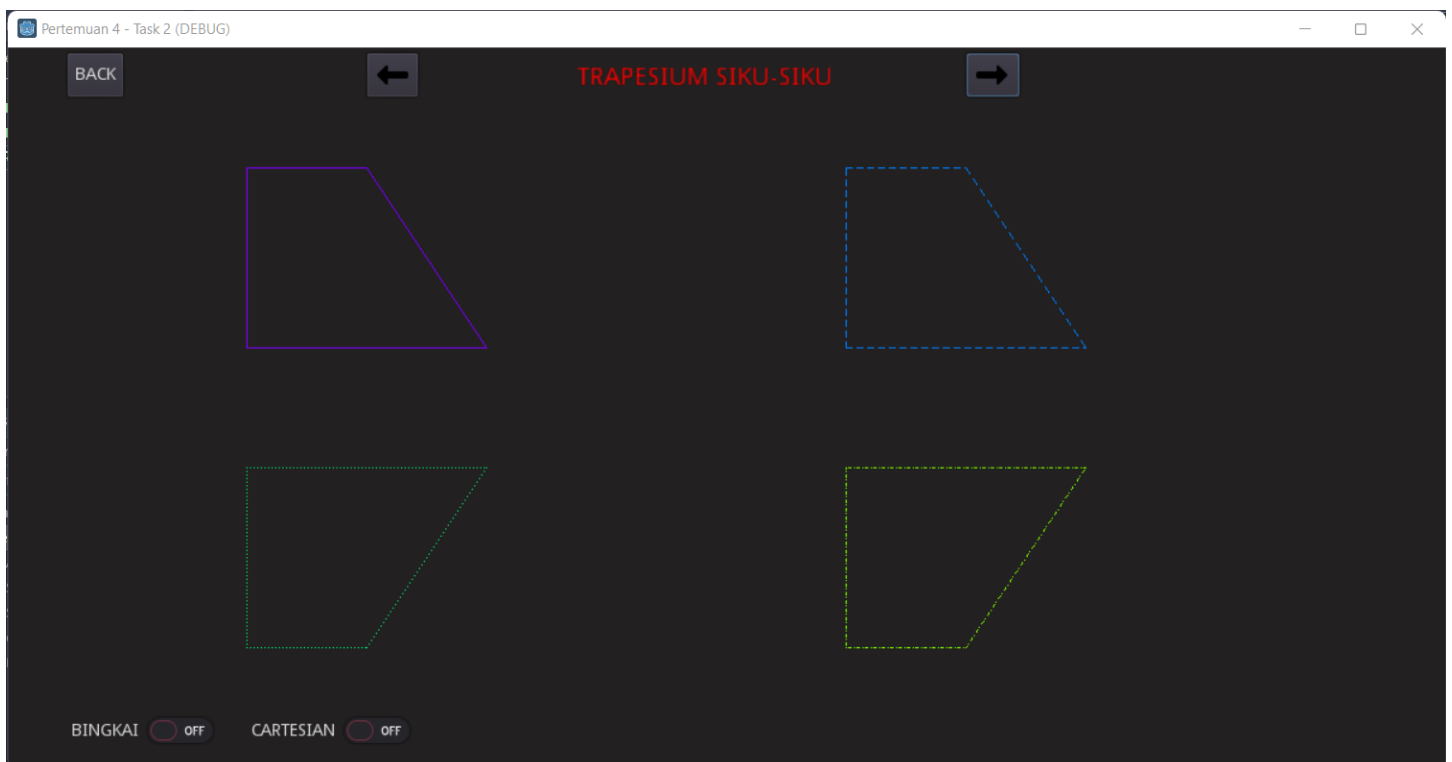 Pertemuan 4 - Task 2 (DEBUG)
BACK
TRAPESIUM SIKU-SIKU
BINGKAI OFF CARTESIAN OFF